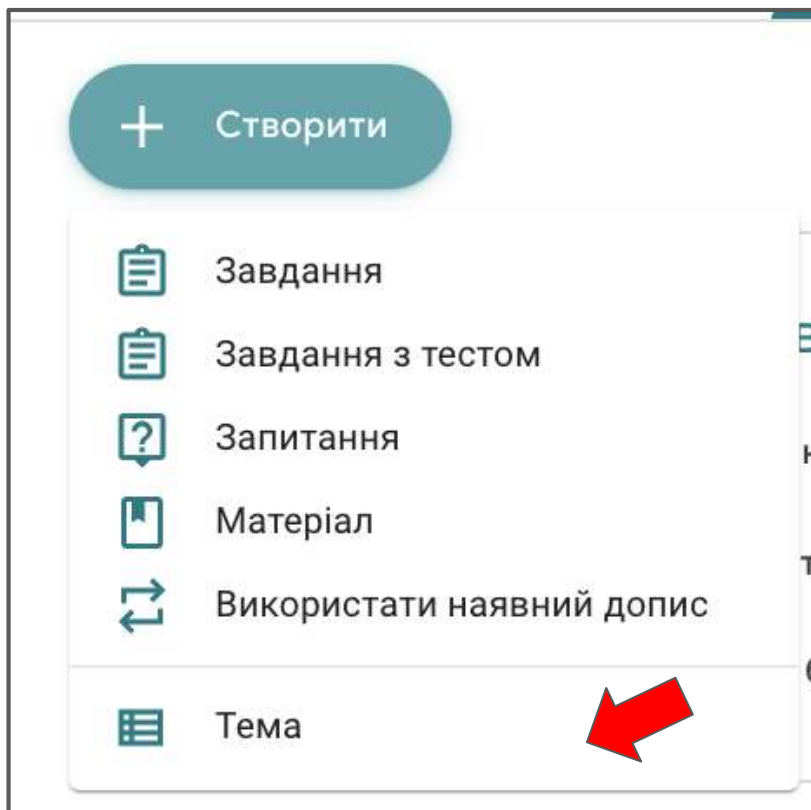 Створити
Завдання
Завдання з тестом
Запитання
Матеріал
Використати наявний допис
Тема